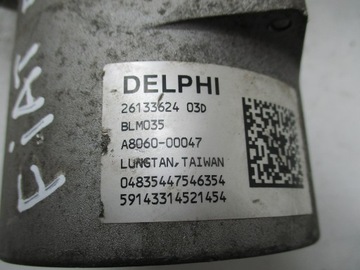 FiAT
DELPHI
26133624 03D
BLM035
A8060-00047
LUNGTAN, TAIWAN
04835447546354
59143314521454